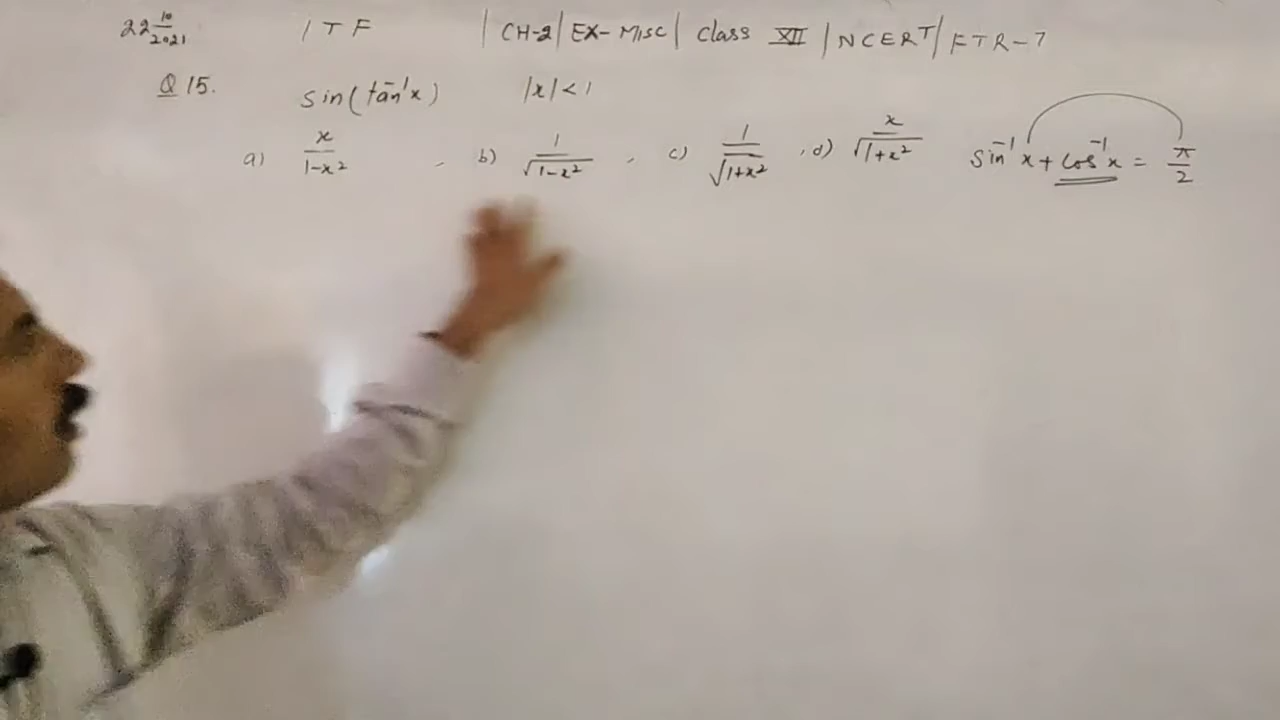 22 10/2021 ITF | CH-2 | EX-Misc | Class XII | NCERT | FTR-7
Q 15. sin(tan⁻¹x) |x| < 1
a) x/(1-x²) , b) 1/√(1-x²) , c) 1/√(1+x²) , d) x/√(1+x²) sin⁻¹x + cos⁻¹x = π/2